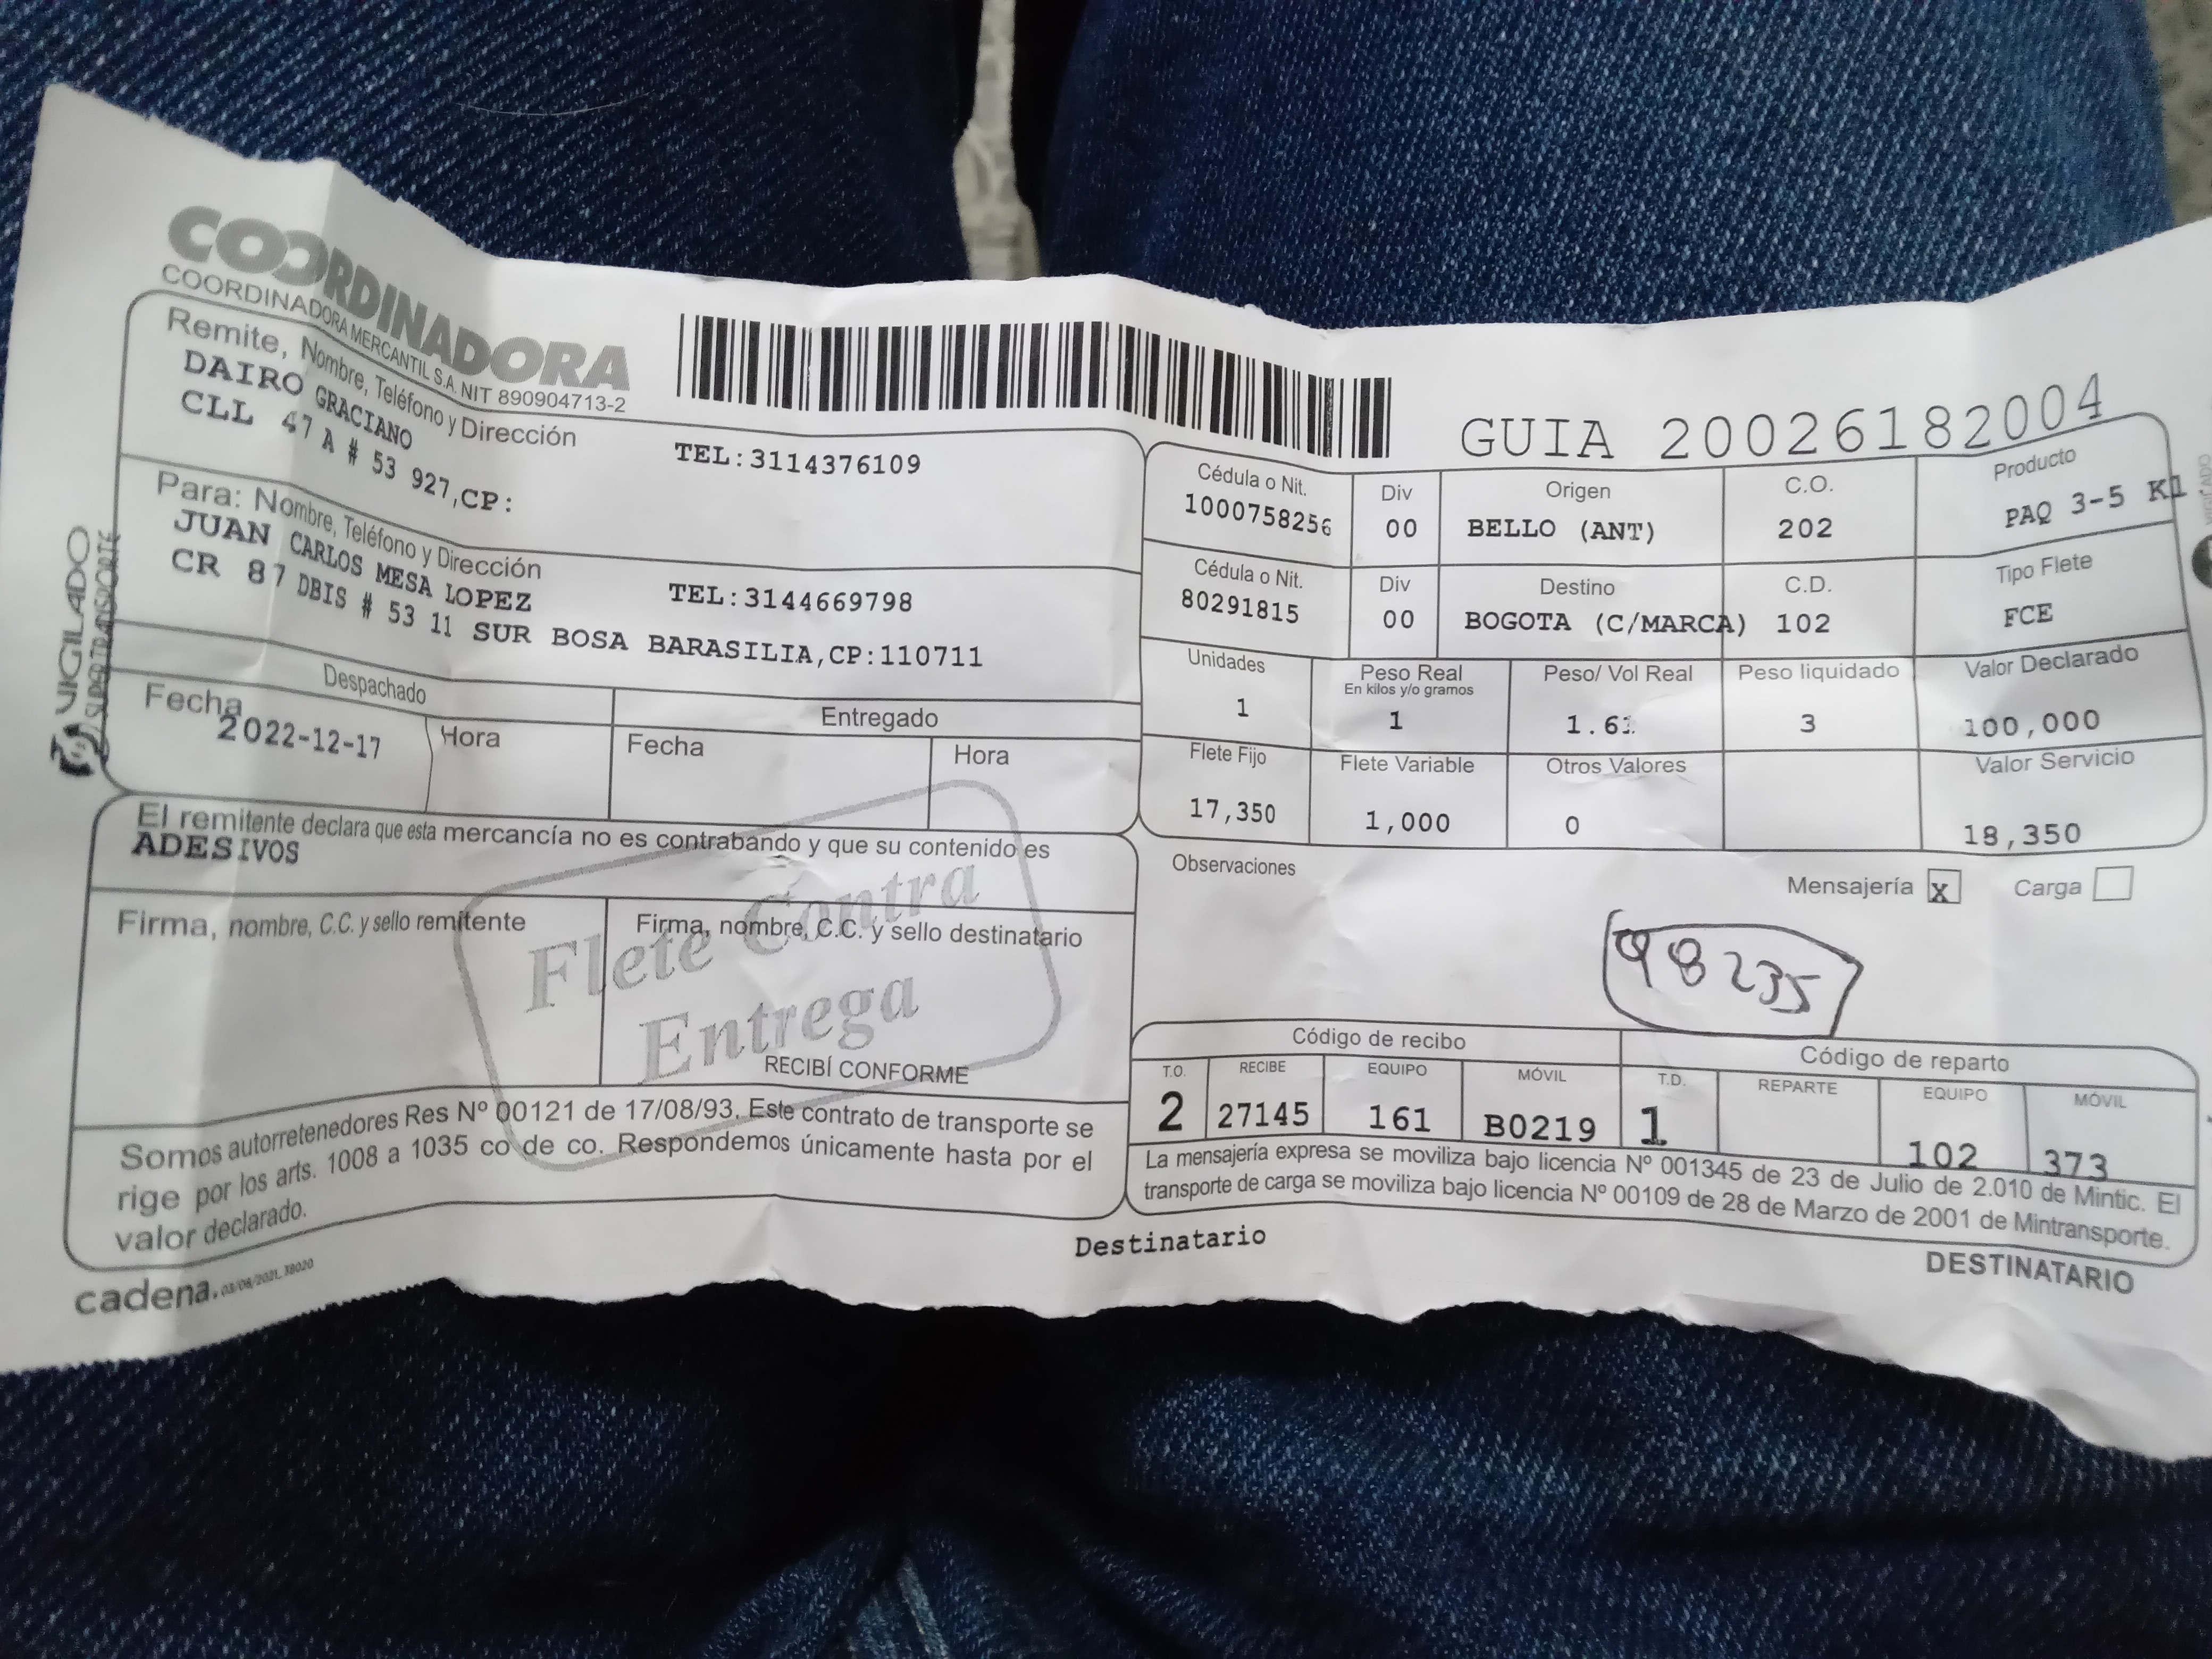 COORDINADORA
COORDINADORA MERCANTIL S.A. NIT 890904713-2
GUIA 20026182004
Remite, Nombre, Teléfono y Dirección
DAIRO GRACIANO TEL:3114376109
CLL 47 A # 53 927,CP:
Para: Nombre, Teléfono y Dirección
JUAN CARLOS MESA LOPEZ TEL:3144669798
CR 87 DBIS # 53 11 SUR BOSA BARASILIA,CP:110711
Despachado
Entregado
Fecha
2022-12-17
Hora
Fecha
Hora
El remitente declara que esta mercancía no es contrabando y que su contenido es
ADESIVOS
Firma, nombre, C.C. y sello remitente
Firma, nombre, C.C. y sello destinatario
Flete Contra
Entrega
RECIBÍ CONFORME
Somos autorretenedores Res Nº 00121 de 17/08/93. Este contrato de transporte se
rige por los arts. 1008 a 1035 co de co. Respondemos únicamente hasta por el
valor declarado.
cadena. 03/08/2021, 38020
VIGILADO
SUPERTRANSPORTE
Cédula o Nit. Div Origen C.O. Producto
1000758256 00 BELLO (ANT) 202 PAQ 3-5 K1
Cédula o Nit. Div Destino C.D. Tipo Flete
80291815 00 BOGOTA (C/MARCA) 102 FCE
Unidades Peso Real Peso/ Vol Real Peso liquidado Valor Declarado
En kilos y/o gramos
1 1 3 100,000
Flete Fijo Flete Variable Otros Valores Valor Servicio
17,350 1,000 0 18,350
Observaciones
Mensajería x Carga
98235
Código de recibo Código de reparto
T.O. RECIBE EQUIPO MÓVIL T.D. REPARTE EQUIPO MÓVIL
2 27145 161 B0219 1 102 373
La mensajería expresa se moviliza bajo licencia Nº 001345 de 23 de Julio de 2.010 de Mintic. El
transporte de carga se moviliza bajo licencia Nº 00109 de 28 de Marzo de 2001 de Mintransporte.
Destinatario
DESTINATARIO